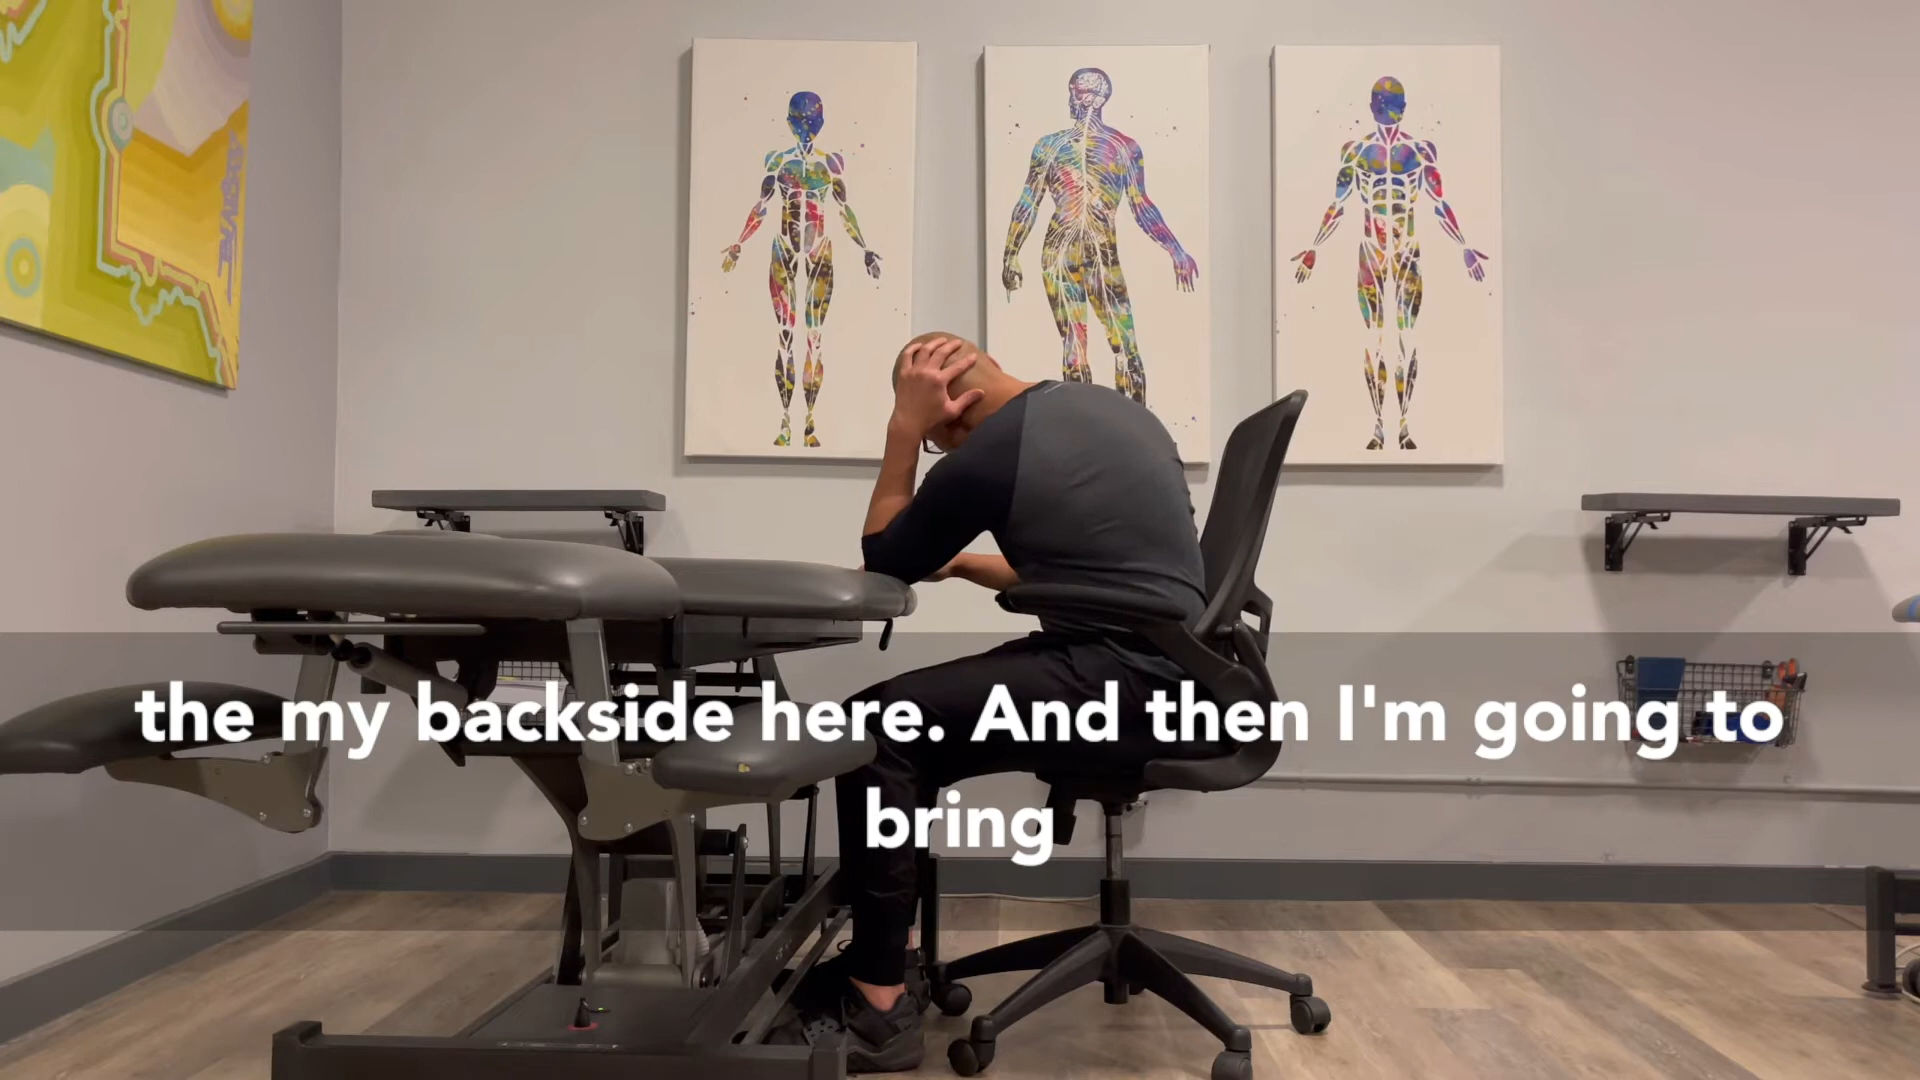 the my backside here. And then I'm going to
bring